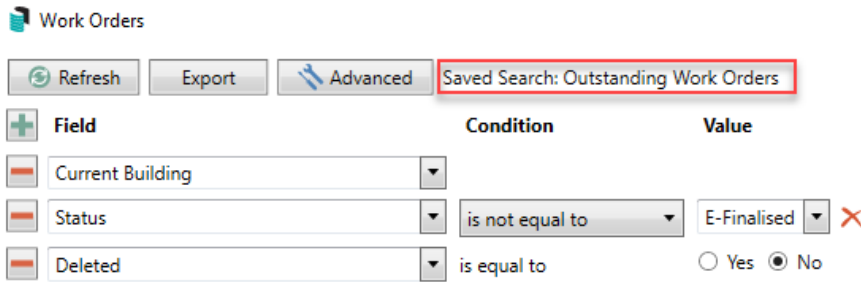 Work Orders
Refresh Export Advanced Saved Search: Outstanding Work Orders
Field Condition Value
Current Building
Status is not equal to E-Finalised
Deleted is equal to Yes No